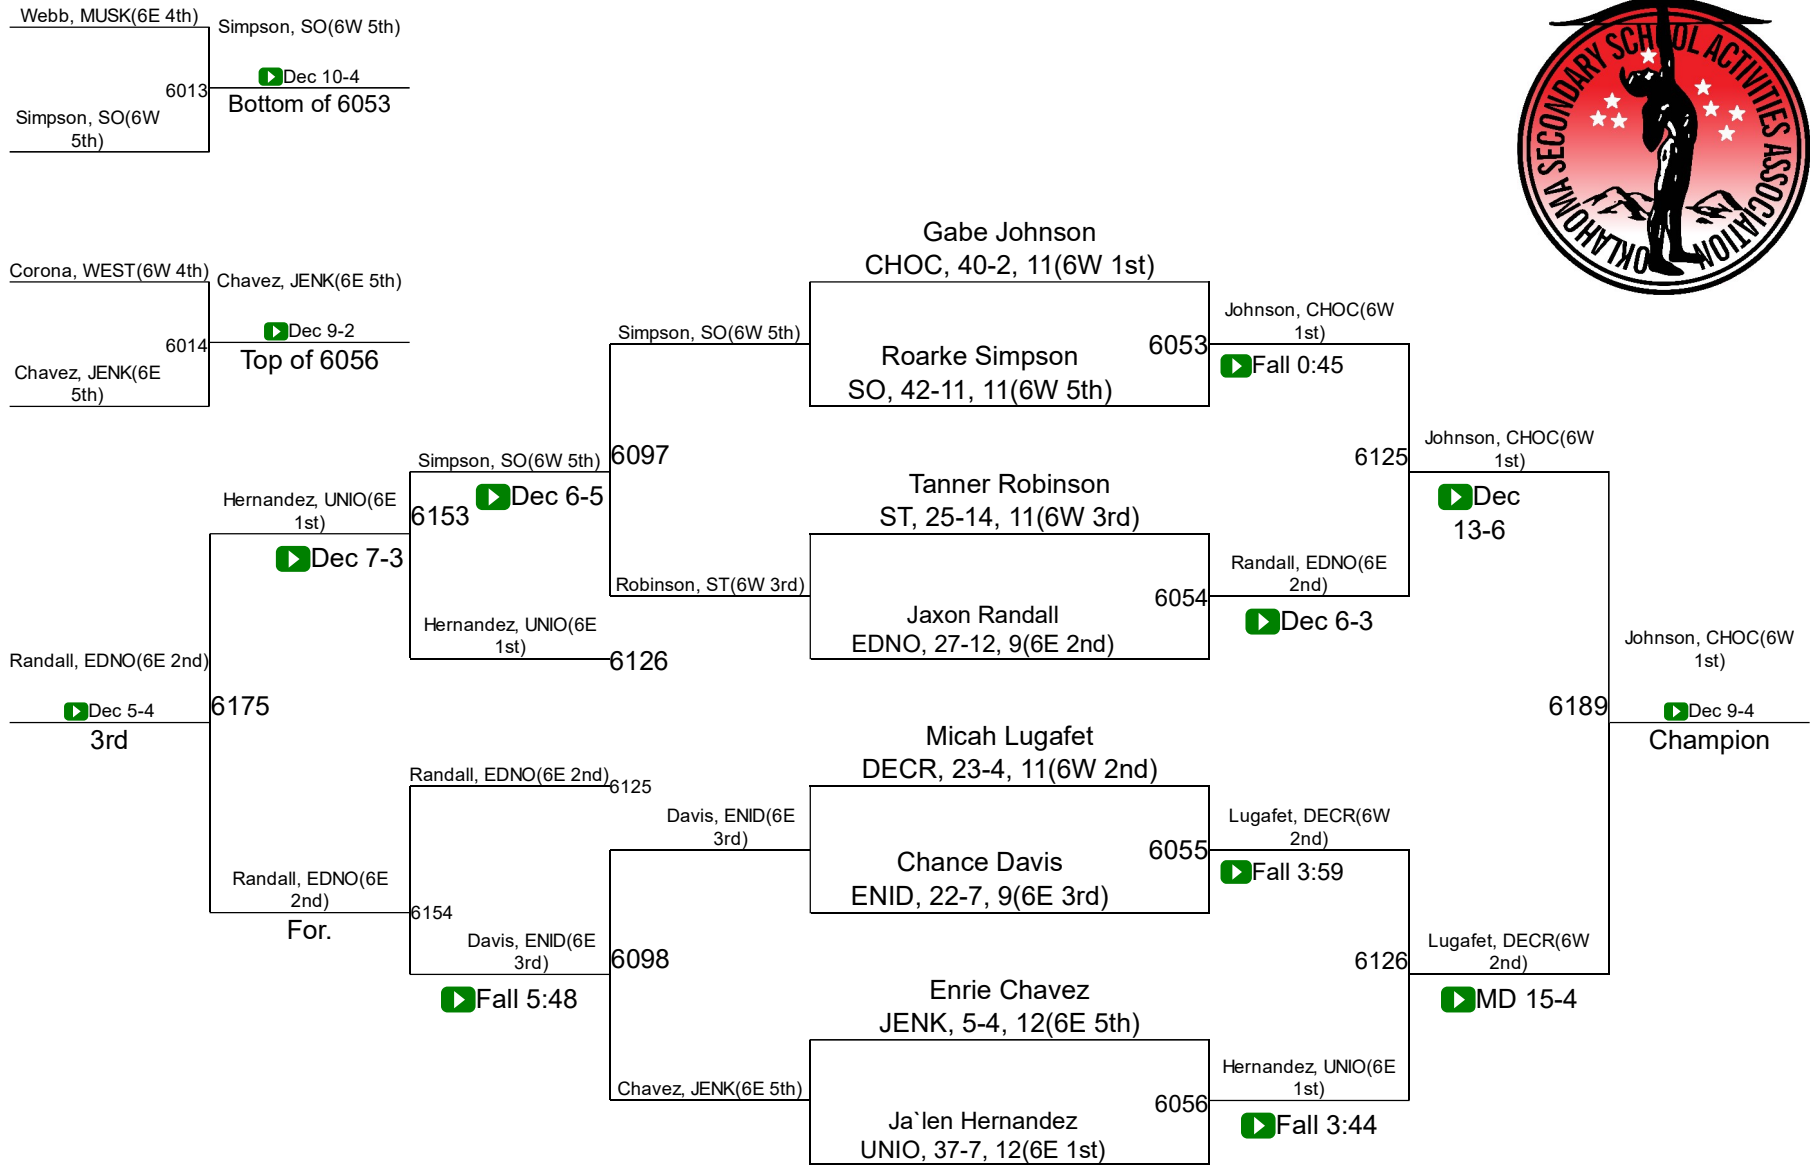 Webb, MUSK(6E 4th)
Simpson, SO(6W 5th)
Dec 10-4
6013
Bottom of 6053
Simpson, SO(6W
5th)
OKLAHOMA SECONDARY SCHOOL ACTIVITIES ASSOCIATION
Corona, WEST(6W 4th)
Chavez, JENK(6E 5th)
Dec 9-2
6014
Top of 6056
Chavez, JENK(6E
5th)
Gabe Johnson
CHOC, 40-2, 11(6W 1st)
Roarke Simpson
SO, 42-11, 11(6W 5th)
6053
Johnson, CHOC(6W
1st)
Fall 0:45
Simpson, SO(6W 5th)
6097
Simpson, SO(6W 5th)
Dec 6-5
Robinson, ST(6W 3rd)
Tanner Robinson
ST, 25-14, 11(6W 3rd)
Jaxon Randall
EDNO, 27-12, 9(6E 2nd)
6054
Randall, EDNO(6E
2nd)
Dec 6-3
6125
Johnson, CHOC(6W
1st)
Dec
13-6
Hernandez, UNIO(6E
1st)
6153
Dec 7-3
Hernandez, UNIO(6E
1st)
6126
Randall, EDNO(6E 2nd)
Dec 5-4
3rd
6175
Johnson, CHOC(6W
1st)
6189
Dec 9-4
Champion
Randall, EDNO(6E 2nd)
6125
Randall, EDNO(6E
2nd)
For.
6154
Davis, ENID(6E
3rd)
Davis, ENID(6E
3rd)
6098
Fall 5:48
Chavez, JENK(6E 5th)
Micah Lugafet
DECR, 23-4, 11(6W 2nd)
Chance Davis
ENID, 22-7, 9(6E 3rd)
6055
Lugafet, DECR(6W
2nd)
Fall 3:59
6126
Lugafet, DECR(6W
2nd)
MD 15-4
Enrie Chavez
JENK, 5-4, 12(6E 5th)
Ja`len Hernandez
UNIO, 37-7, 12(6E 1st)
6056
Hernandez, UNIO(6E
1st)
Fall 3:44